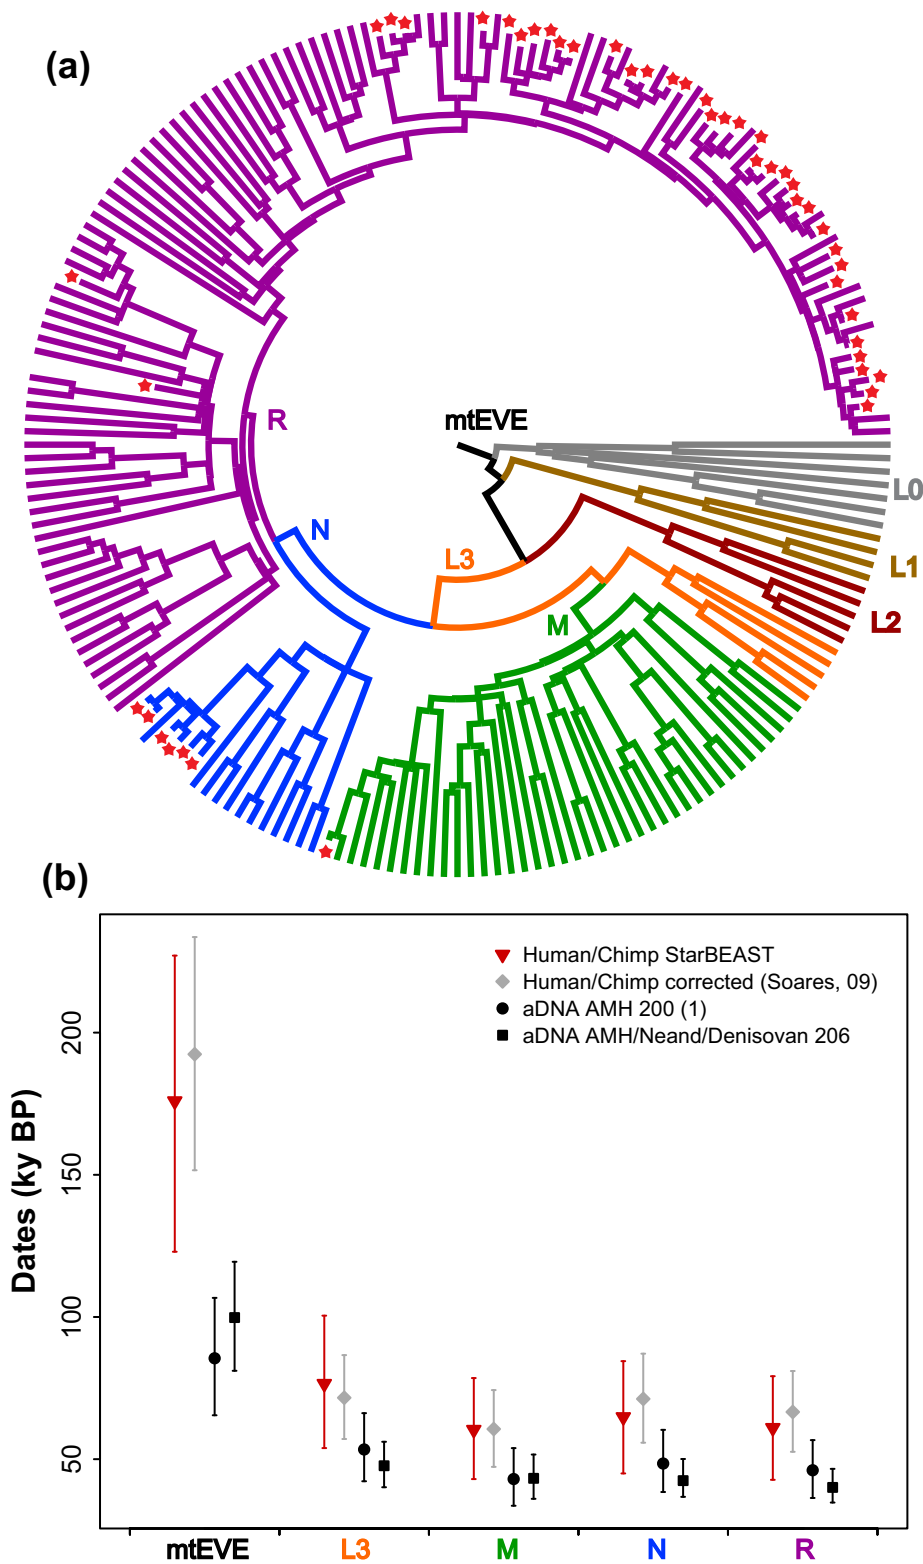 (a)
mtEVE
R
L0
N
L3
L1
M
L2
(b)
Human/Chimp StarBEAST
Human/Chimp corrected (Soares, 09)
aDNA AMH 200 (1)
aDNA AMH/Neand/Denisovan 206
Dates (ky BP)
200
150
100
50
mtEVE L3 M N R